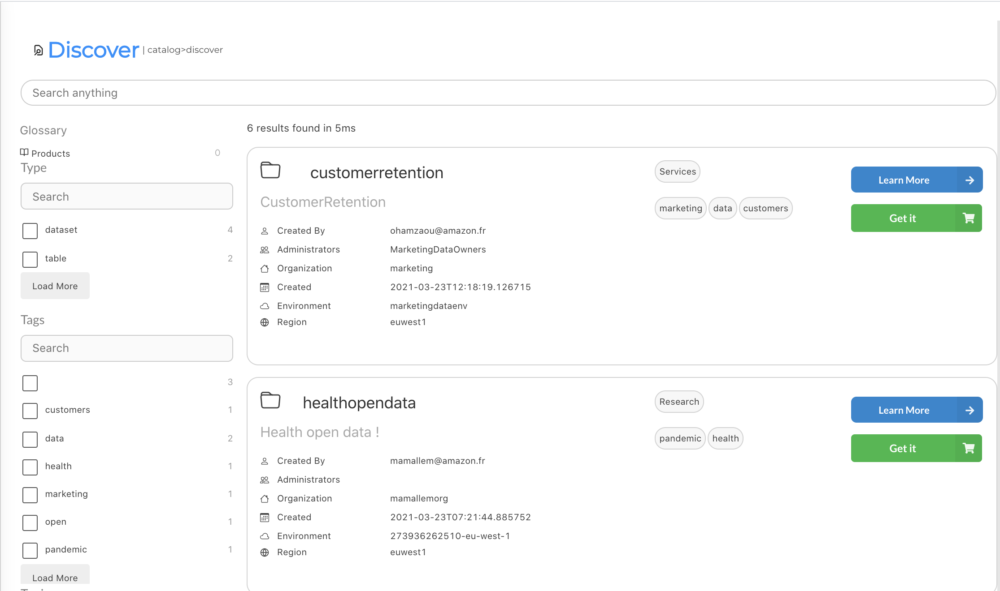 Discover | catalog>discover
Search anything
Glossary
Products 0
Type
Search
dataset 4
table 2
Load More
Tags
Search
3
customers 1
data 2
health 1
marketing 1
open 1
pandemic 1
Load More
6 results found in 5ms
customerretention
CustomerRetention
Created By ohamzaou@amazon.fr
Administrators MarketingDataOwners
Organization marketing
Created 2021-03-23T12:18:19.126715
Environment marketingdataenv
Region euwest1
Services
marketing data customers
Learn More
Get it
healthopendata
Health open data !
Created By mamallem@amazon.fr
Administrators
Organization mamallemorg
Created 2021-03-23T07:21:44.885752
Environment 273936262510-eu-west-1
Region euwest1
Research
pandemic health
Learn More
Get it